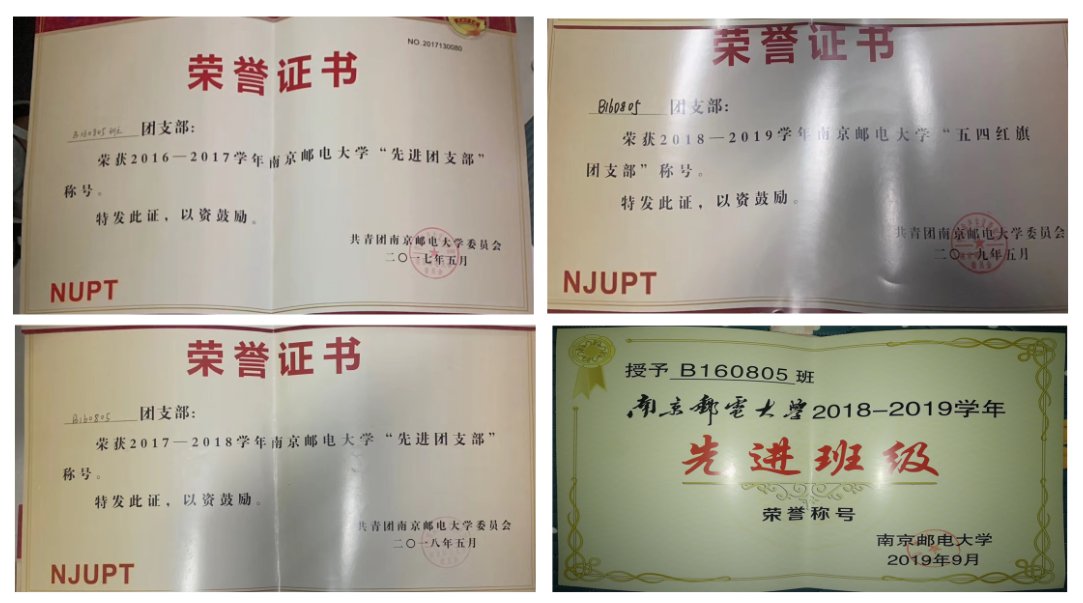 NO.2017130080
荣誉证书
B160805 团支部：
荣获2016—2017学年南京邮电大学“先进团支部”
称号。
特发此证，以资鼓励。
共青团南京邮电大学委员会
二〇一七年五月
NUPT
荣誉证书
B160805 团支部：
荣获2018—2019学年南京邮电大学“五四红旗
团支部”称号。
特发此证，以资鼓励。
共青团南京邮电大学委员会
二〇一九年五月
NJUPT
荣誉证书
B160805 团支部：
荣获2017—2018学年南京邮电大学“先进团支部”
称号。
特发此证，以资鼓励。
共青团南京邮电大学委员会
二〇一八年五月
NJUPT
授予 B160805 班
南京邮电大学2018-2019学年
先进班级
荣誉称号
南京邮电大学
2019年9月